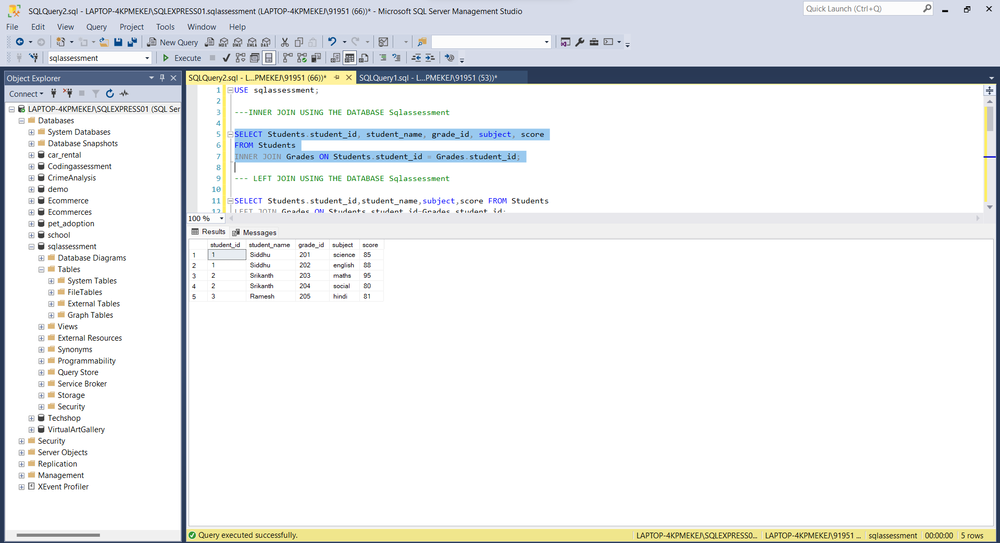 SQLQuery2.sql - LAPTOP-4KPMEKEJ\SQLEXPRESS01.sqlassessment (LAPTOP-4KPMEKEJ\91951 (66))* - Microsoft SQL Server Management Studio
Quick Launch (Ctrl+Q)
File Edit View Query Project Tools Window Help
New Query MDX DMX XMLA DAX
sqlassessment Execute
Object Explorer
Connect
LAPTOP-4KPMEKEJ\SQLEXPRESS01 (SQL Ser
Databases
System Databases
Database Snapshots
car_rental
Codingassessment
CrimeAnalysis
demo
Ecommerce
Ecommerces
pet_adoption
school
sqlassessment
Database Diagrams
Tables
System Tables
FileTables
External Tables
Graph Tables
Views
External Resources
Synonyms
Programmability
Query Store
Service Broker
Storage
Security
Techshop
VirtualArtGallery
Security
Server Objects
Replication
Management
XEvent Profiler
SQLQuery2.sql - L...PMEKEJ\91951 (66))* SQLQuery1.sql - L...PMEKEJ\91951 (53))*
1 USE sqlassessment;
2
3 ---INNER JOIN USING THE DATABASE Sqlassessment
4
5 SELECT Students.student_id, student_name, grade_id, subject, score
6 FROM Students
7 INNER JOIN Grades ON Students.student_id = Grades.student_id;
8
9 --- LEFT JOIN USING THE DATABASE Sqlassessment
10
11 SELECT Students.student_id,student_name,subject,score FROM Students
12 LEFT JOIN Grades ON Students.student_id=Grades.student_id;
100 %
Results Messages
student_id student_name grade_id subject score
1 1 Siddhu 201 science 85
2 1 Siddhu 202 english 88
3 2 Srikanth 203 maths 95
4 2 Srikanth 204 social 80
5 3 Ramesh 205 hindi 81
Query executed successfully. LAPTOP-4KPMEKEJ\SQLEXPRESS0... LAPTOP-4KPMEKEJ\91951 ... sqlassessment 00:00:00 5 rows